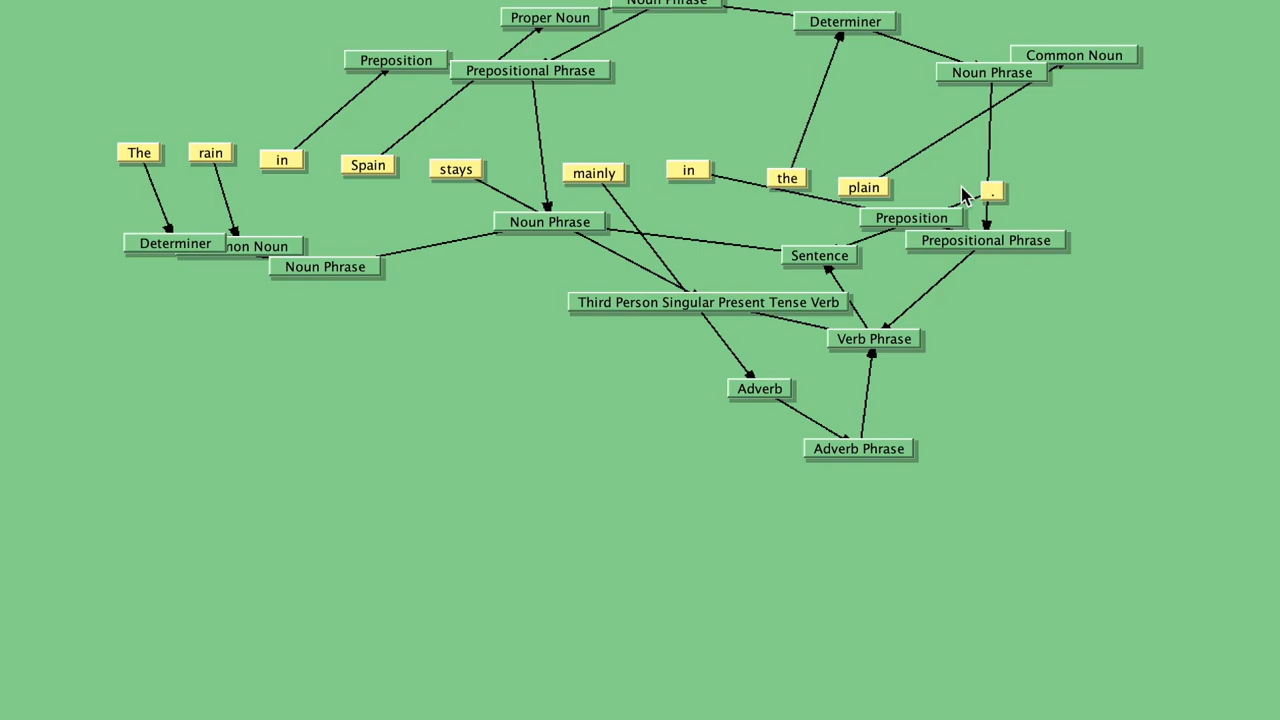 Noun Phrase
Proper Noun
Determiner
Preposition
Prepositional Phrase
Common Noun
Noun Phrase
The
rain
in
Spain
stays
mainly
in
the
plain
.
Noun Phrase
Preposition
Prepositional Phrase
Determiner
Noun
Noun Phrase
Sentence
Third Person Singular Present Tense Verb
Verb Phrase
Adverb
Adverb Phrase